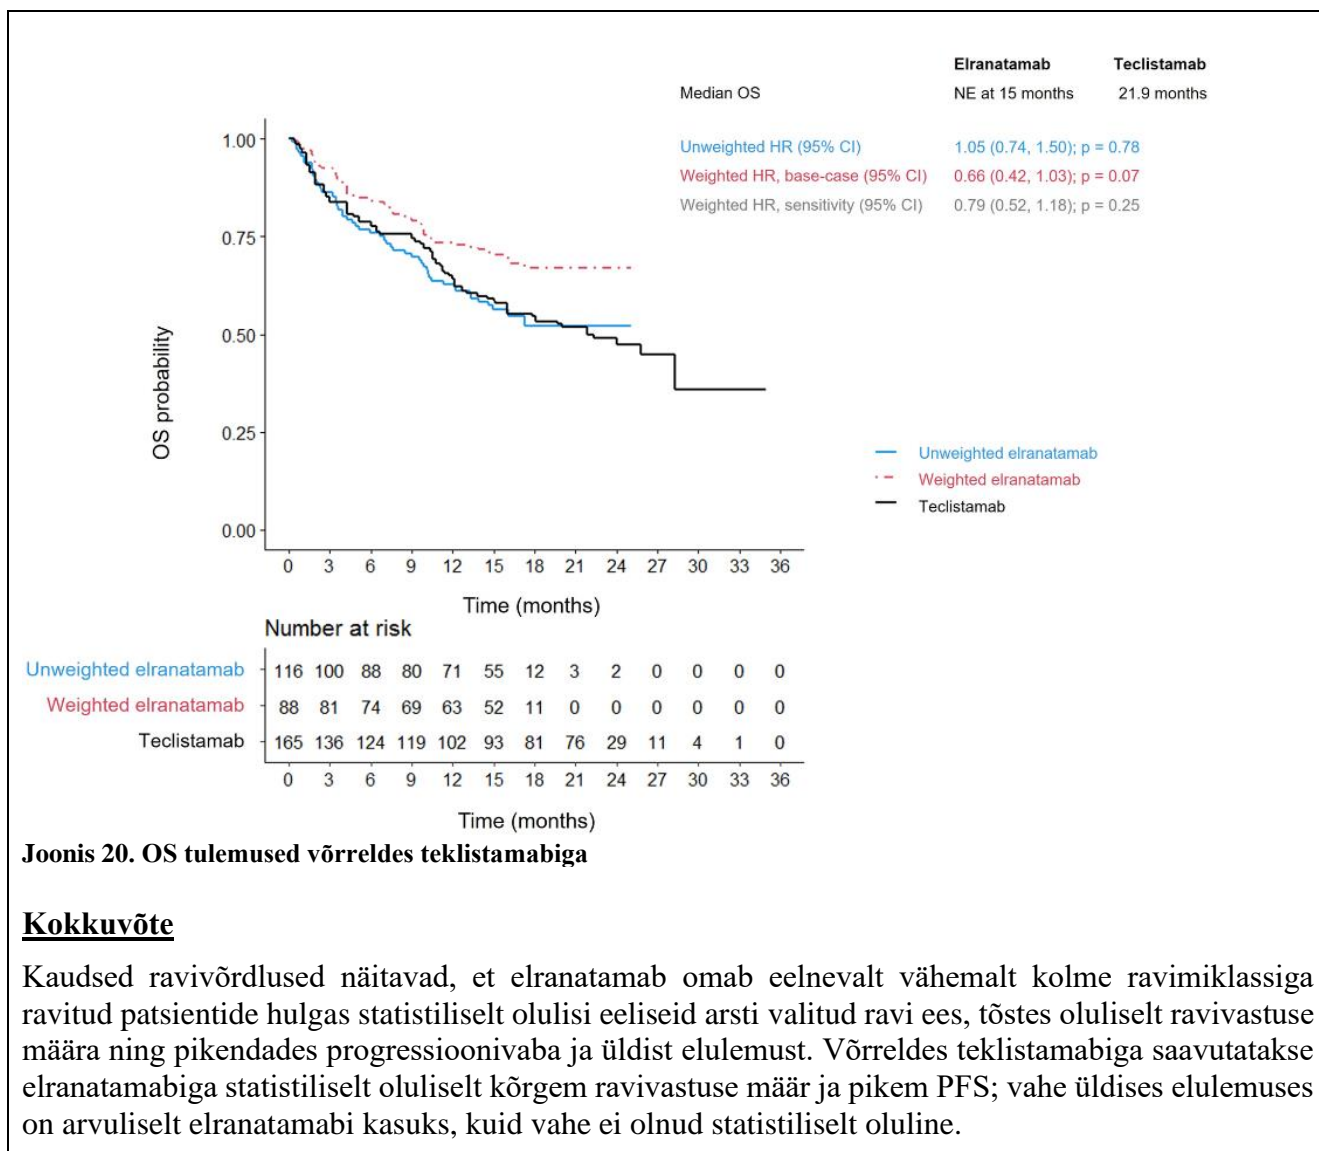 Elranatamab Teclistamab
Median OS NE at 15 months 21.9 months
Unweighted HR (95% CI) 1.05 (0.74, 1.50); p = 0.78
Weighted HR, base-case (95% CI) 0.66 (0.42, 1.03); p = 0.07
Weighted HR, sensitivity (95% CI) 0.79 (0.52, 1.18); p = 0.25
1.00
0.75
0.50
0.25
0.00
OS probability
Unweighted elranatamab
Weighted elranatamab
Teclistamab
0 3 6 9 12 15 18 21 24 27 30 33 36
Time (months)
Number at risk
Unweighted elranatamab 116 100 88 80 71 55 12 3 2 0 0 0 0
Weighted elranatamab 88 81 74 69 63 52 11 0 0 0 0 0 0
Teclistamab 165 136 124 119 102 93 81 76 29 11 4 1 0
0 3 6 9 12 15 18 21 24 27 30 33 36
Time (months)
Joonis 20. OS tulemused võrreldes teklistamabiga
Kokkuvõte
Kaudsed ravivõrdlused näitavad, et elranatamab omab eelnevalt vähemalt kolme ravimiklassiga
ravitud patsientide hulgas statistiliselt olulisi eeliseid arsti valitud ravi ees, tõstes oluliselt ravivastuse
määra ning pikendades progressioonivaba ja üldist elulemust. Võrreldes teklistamabiga saavutatakse
elranatamabiga statistiliselt oluliselt kõrgem ravivastuse määr ja pikem PFS; vahe üldises elulemuses
on arvuliselt elranatamabi kasuks, kuid vahe ei olnud statistiliselt oluline.